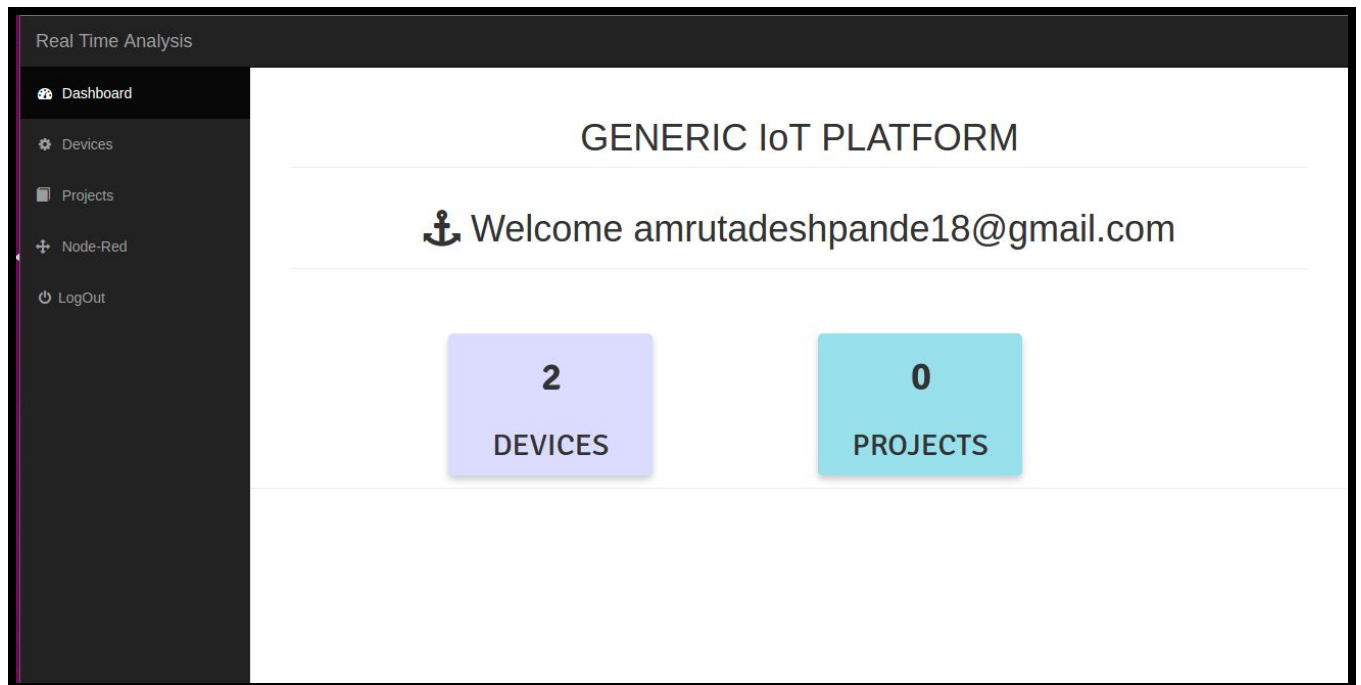 Real Time Analysis
Dashboard
Devices
Projects
Node-Red
LogOut
GENERIC IoT PLATFORM
Welcome amrutadeshpande18@gmail.com
2
DEVICES
0
PROJECTS